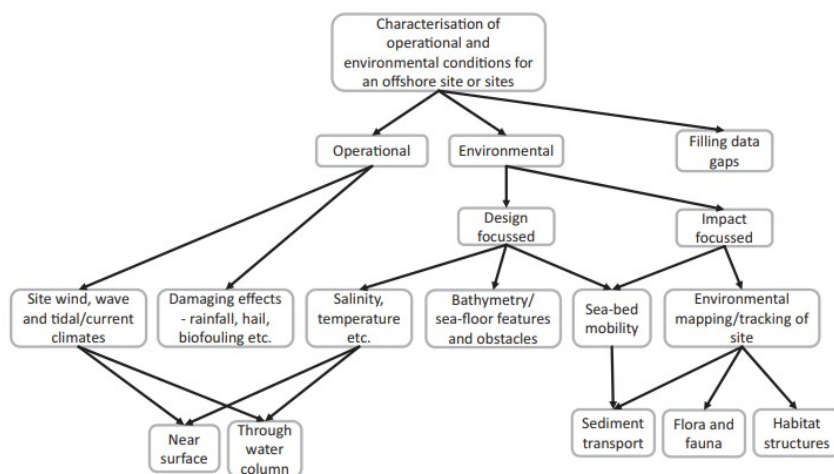 Characterisation of
operational and
environmental conditions for
an offshore site or sites
Operational
Environmental
Filling data
gaps
Design
focussed
Impact
focussed
Site wind, wave
and tidal/current
climates
Damaging effects
- rainfall, hail,
biofouling etc.
Salinity,
temperature
etc.
Bathymetry/
sea-floor features
and obstacles
Sea-bed
mobility
Environmental
mapping/tracking of
site
Near
surface
Through
water
column
Sediment
transport
Flora and
fauna
Habitat
structures